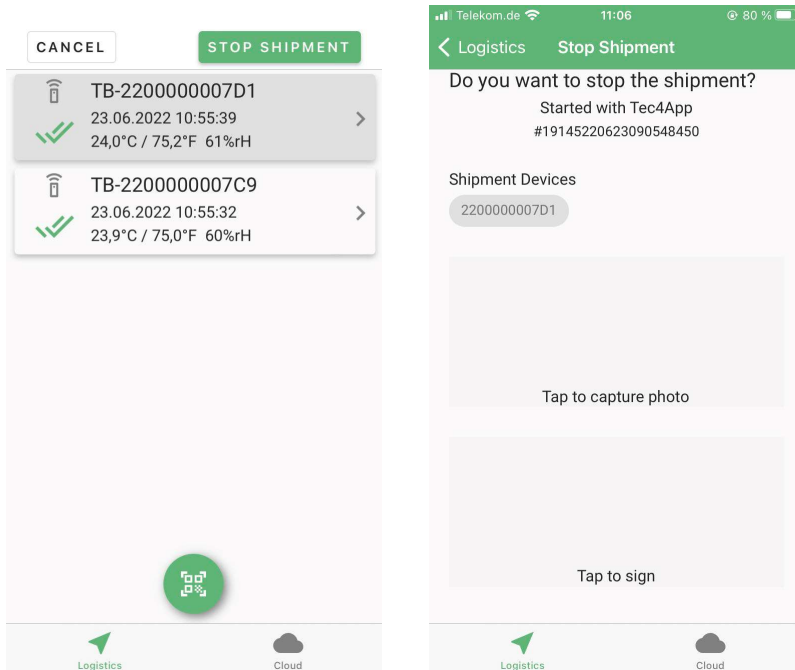 CANCEL
STOP SHIPMENT
TB-2200000007D1
23.06.2022 10:55:39
24,0°C / 75,2°F 61%rH
TB-2200000007C9
23.06.2022 10:55:32
23,9°C / 75,0°F 60%rH
Logistics
Cloud
Telekom.de
11:06
80 %
Logistics
Stop Shipment
Do you want to stop the shipment?
Started with Tec4App
#19145220623090548450
Shipment Devices
2200000007D1
Tap to capture photo
Tap to sign
Logistics
Cloud